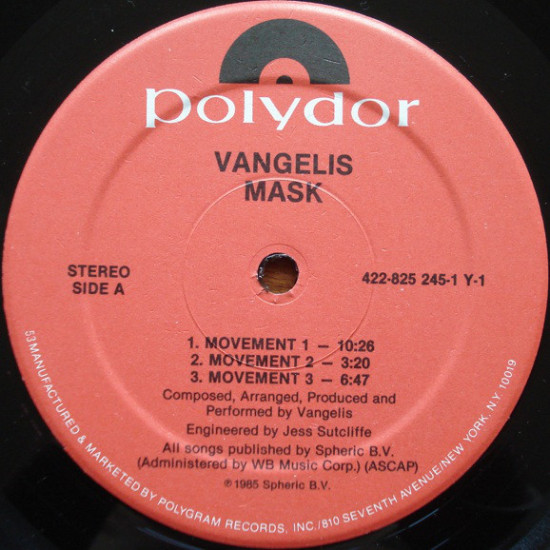 polydor
VANGELIS
MASK
STEREO
SIDE A
422-825 245-1 Y-1
1. MOVEMENT 1 – 10:26
2. MOVEMENT 2 – 3:20
3. MOVEMENT 3 – 6:47
Composed, Arranged, Produced and
Performed by Vangelis
Engineered by Jess Sutcliffe
All songs published by Spheric B.V.
(Administered by WB Music Corp.) (ASCAP)
℗ 1985 Spheric B.V.
53 MANUFACTURED & MARKETED BY POLYGRAM RECORDS, INC./810 SEVENTH AVENUE/NEW YORK, N.Y. 10019